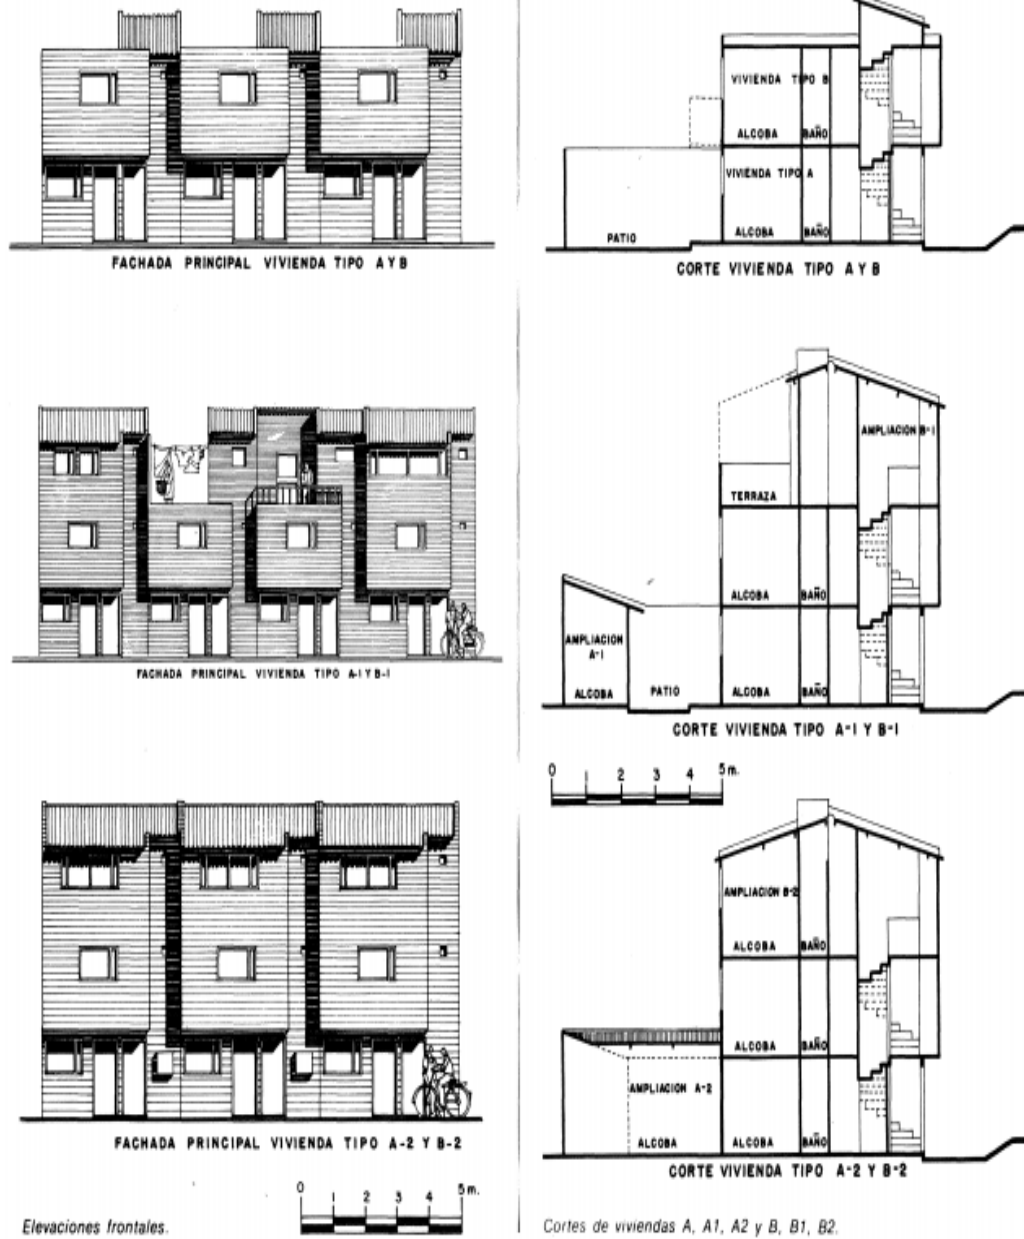 FACHADA PRINCIPAL VIVIENDA TIPO A Y B
FACHADA PRINCIPAL VIVIENDA TIPO A-1 Y B-1
FACHADA PRINCIPAL VIVIENDA TIPO A-2 Y B-2
0 1 2 3 4 5 m.
Elevaciones frontales.
VIVIENDA TIPO B
ALCOBA BAÑO
VIVIENDA TIPO A
PATIO ALCOBA BAÑO
CORTE VIVIENDA TIPO A Y B
AMPLIACION B-1
TERRAZA
ALCOBA BAÑO
AMPLIACION
A-1
ALCOBA PATIO ALCOBA BAÑO
CORTE VIVIENDA TIPO A-1 Y B-1
0 1 2 3 4 5 m.
AMPLIACION B-2
ALCOBA BAÑO
ALCOBA BAÑO
AMPLIACION A-2
ALCOBA ALCOBA BAÑO
CORTE VIVIENDA TIPO A-2 Y B-2
Cortes de viviendas A, A1, A2 y B, B1, B2.